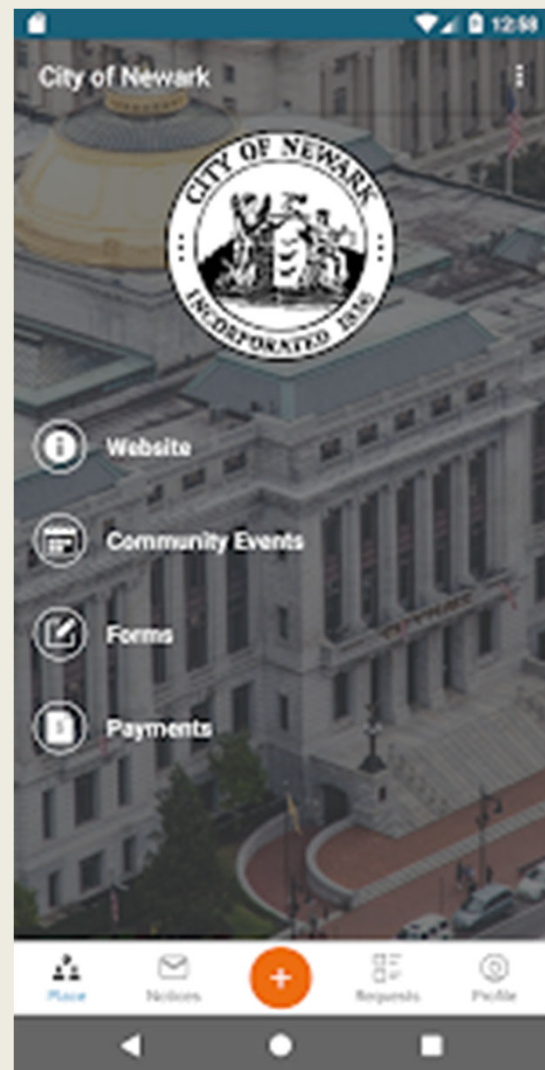 12:58
City of Newark
CITY OF NEWARK
INCORPORATED 1836
Website
Community Events
Forms
Payments
Place
Notices
Requests
Profile